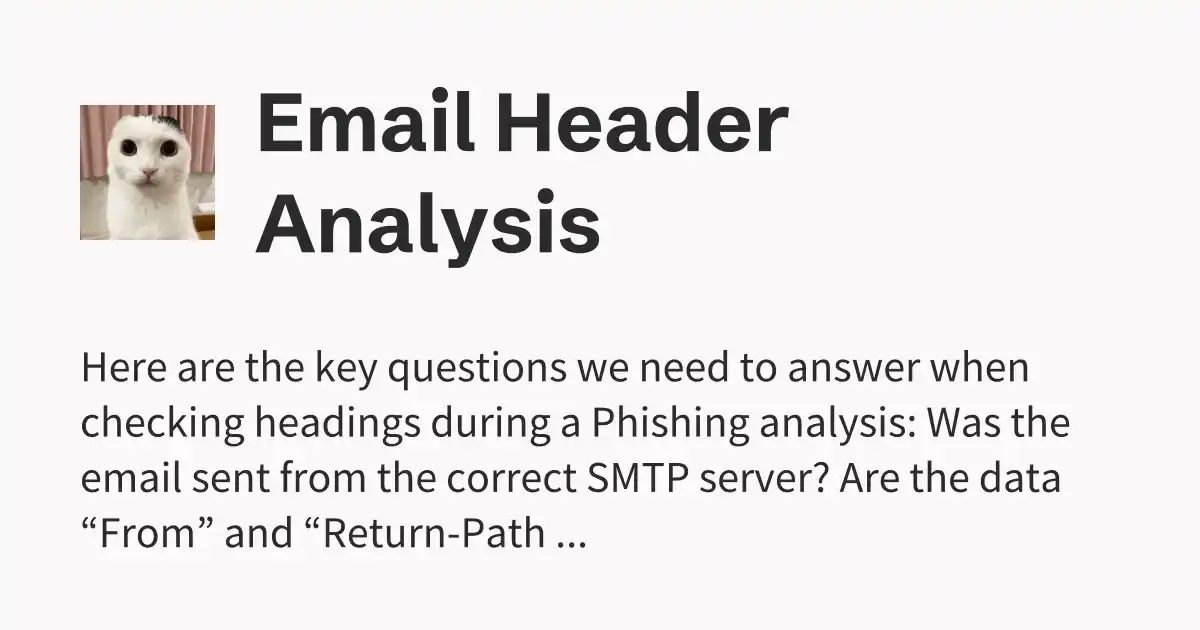 Email Header
Analysis
Here are the key questions we need to answer when
checking headings during a Phishing analysis: Was the
email sent from the correct SMTP server? Are the data
“From” and “Return-Path ...